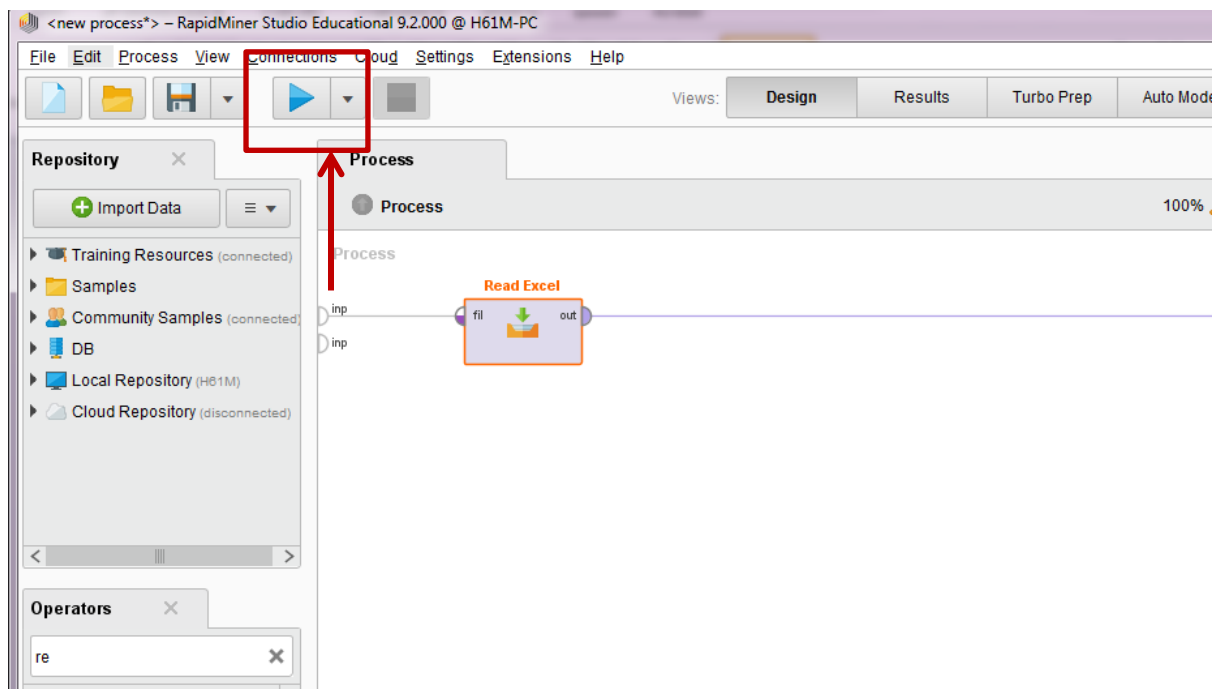 <new process*> – RapidMiner Studio Educational 9.2.000 @ H61M-PC
File Edit Process View Connections Cloud Settings Extensions Help
Views: Design Results Turbo Prep Auto Mode
Repository
Import Data
Training Resources (connected)
Samples
Community Samples (connected)
DB
Local Repository (H61M)
Cloud Repository (disconnected)
Operators
re
Process
Process
100%
Process
Read Excel
inp fil out
inp